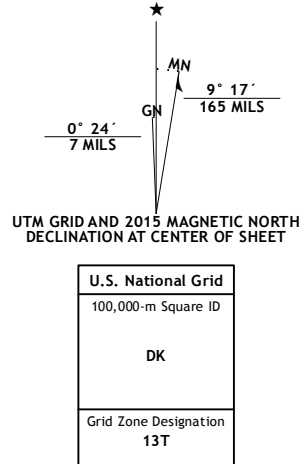 ★
MN
GN
9° 17´
165 MILS
0° 24´
7 MILS
UTM GRID AND 2015 MAGNETIC NORTH
DECLINATION AT CENTER OF SHEET
U.S. National Grid
100,000-m Square ID
DK
Grid Zone Designation
13T